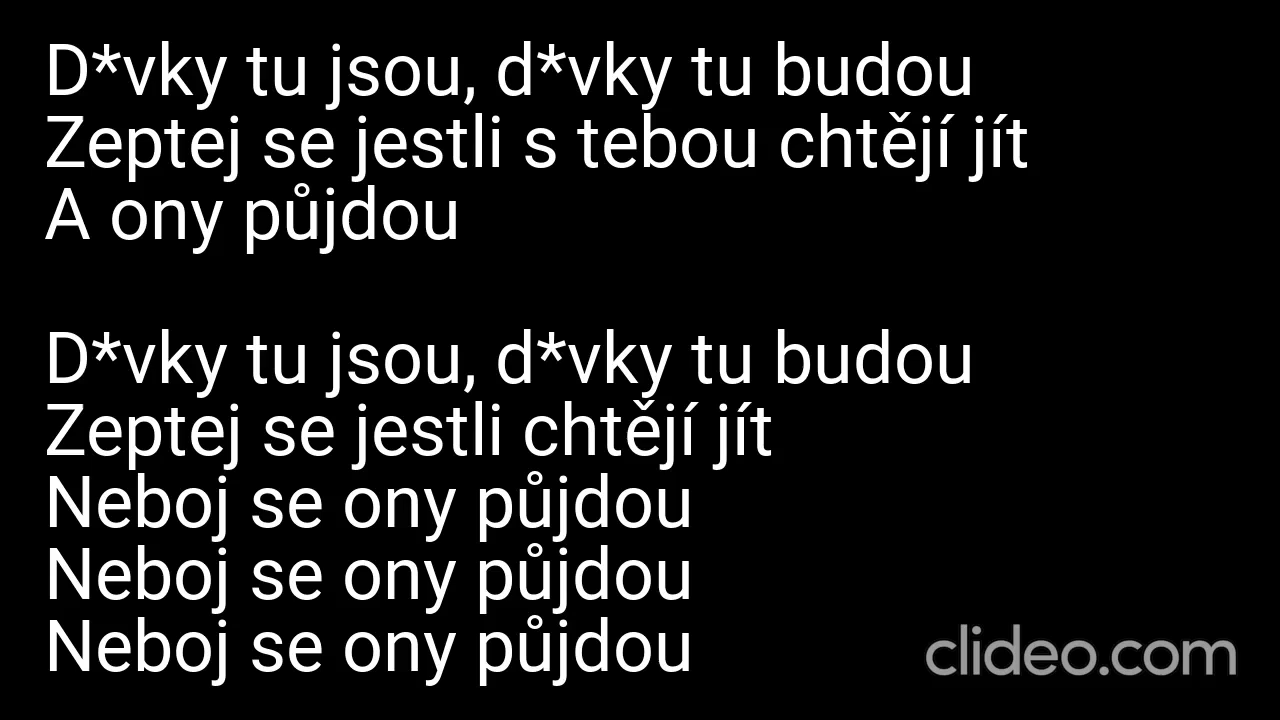 D*vky tu jsou, d*vky tu budou
Zeptej se jestli s tebou chtějí jít
A ony půjdou
D*vky tu jsou, d*vky tu budou
Zeptej se jestli chtějí jít
Neboj se ony půjdou
Neboj se ony půjdou
Neboj se ony půjdou
clideo.com